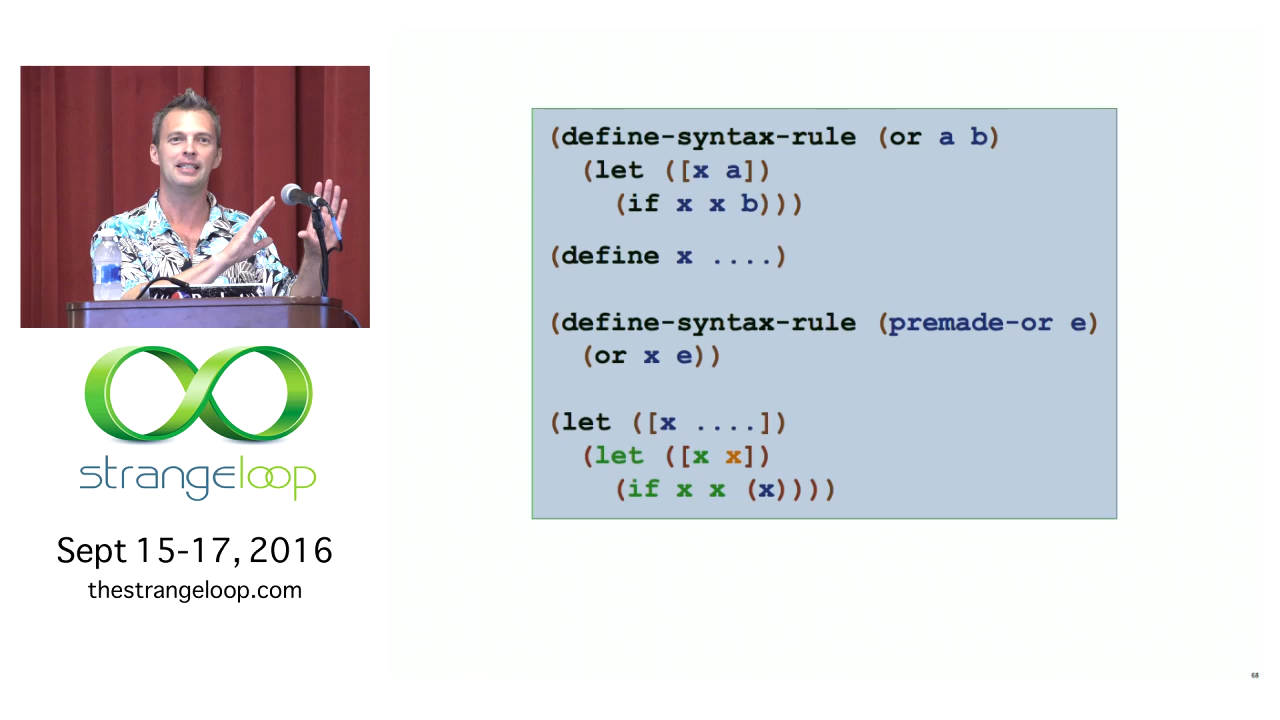 (define-syntax-rule (or a b)
(let ([x a])
(if x x b)))
(define x ....)
(define-syntax-rule (premade-or e)
(or x e))
(let ([x ....])
(let ([x x])
(if x x (x))))
strangeloop
Sept 15-17, 2016
thestrangeloop.com
68